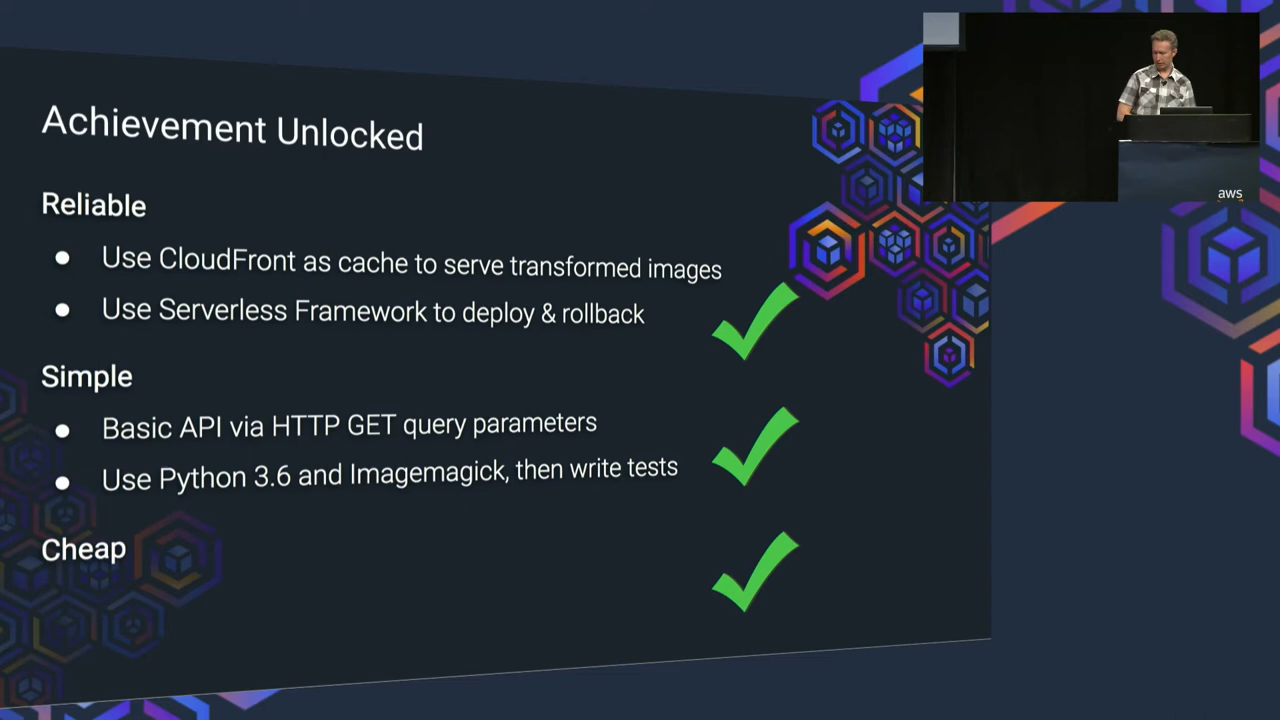 Achievement Unlocked
Reliable
Use CloudFront as cache to serve transformed images
Use Serverless Framework to deploy & rollback
Simple
Basic API via HTTP GET query parameters
Use Python 3.6 and Imagemagick, then write tests
Cheap
aws